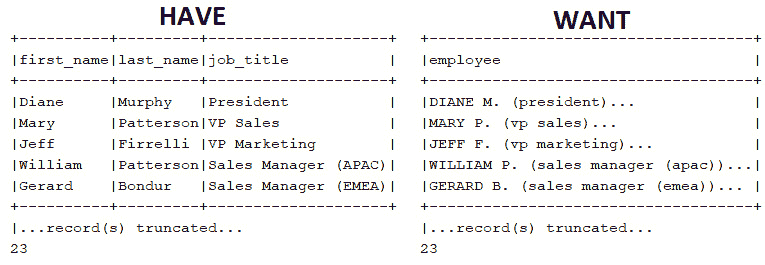 HAVE
+----------+---------+--------------------+
|first_name|last_name|job_title           |
+----------+---------+--------------------+
|Diane     |Murphy   |President           |
|Mary      |Patterson|VP Sales            |
|Jeff      |Firrelli |VP Marketing        |
|William   |Patterson|Sales Manager (APAC)|
|Gerard    |Bondur   |Sales Manager (EMEA)|
+----------+---------+--------------------+
|...record(s) truncated...
23
WANT
+-----------------------------------+
|employee                           |
+-----------------------------------+
|DIANE M. (president)...            |
|MARY P. (vp sales)...              |
|JEFF F. (vp marketing)...          |
|WILLIAM P. (sales manager (apac))...|
|GERARD B. (sales manager (emea))... |
+-----------------------------------+
|...record(s) truncated...
23